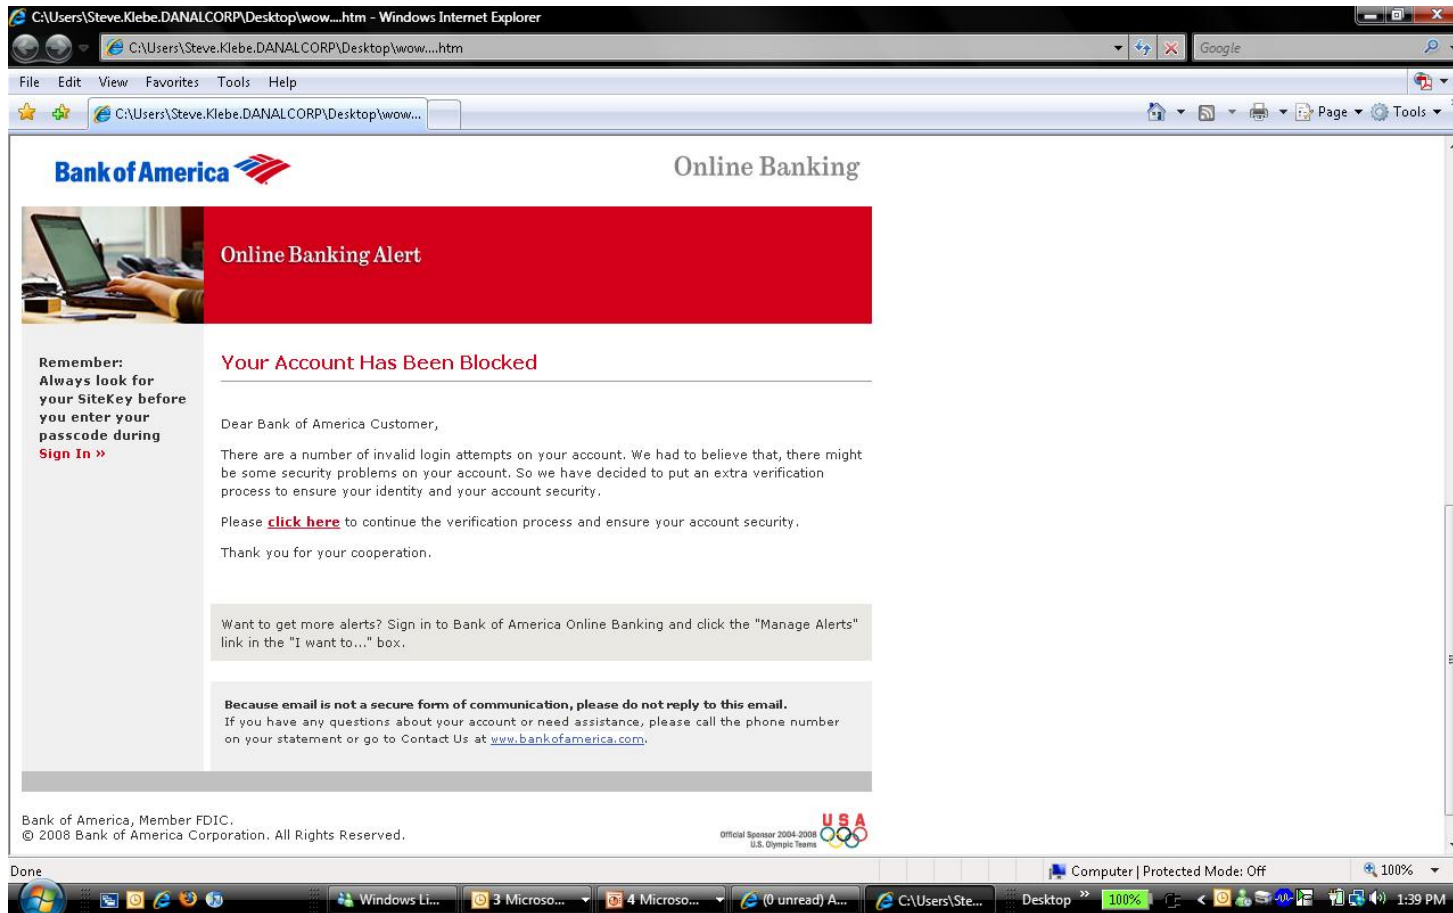 C:\Users\Steve.Klebe.DANALCORP\Desktop\wow....htm - Windows Internet Explorer
C:\Users\Steve.Klebe.DANALCORP\Desktop\wow....htm
Google
File Edit View Favorites Tools Help
C:\Users\Steve.Klebe.DANALCORP\Desktop\wow...
Page Tools
Bank of America
Online Banking
Online Banking Alert
Remember:
Always look for
your SiteKey before
you enter your
passcode during
Sign In »
Your Account Has Been Blocked
Dear Bank of America Customer,
There are a number of invalid login attempts on your account. We had to believe that, there might
be some security problems on your account. So we have decided to put an extra verification
process to ensure your identity and your account security.
Please click here to continue the verification process and ensure your account security.
Thank you for your cooperation.
Want to get more alerts? Sign in to Bank of America Online Banking and click the "Manage Alerts"
link in the "I want to..." box.
Because email is not a secure form of communication, please do not reply to this email.
If you have any questions about your account or need assistance, please call the phone number
on your statement or go to Contact Us at www.bankofamerica.com.
Bank of America, Member FDIC.
© 2008 Bank of America Corporation. All Rights Reserved.
USA
Official Sponsor 2004-2008
U.S. Olympic Teams
Done
Computer | Protected Mode: Off
100%
Windows Li...
3 Microso...
4 Microso...
(0 unread) A...
C:\Users\Ste...
Desktop »
100%
1:39 PM